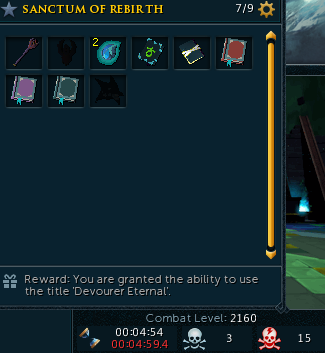 SANCTUM OF REBIRTH 7/9
2
Reward: You are granted the ability to use
the title 'Devourer Eternal'.
Combat Level: 2160
00:04:54 3 15
00:04:59.4